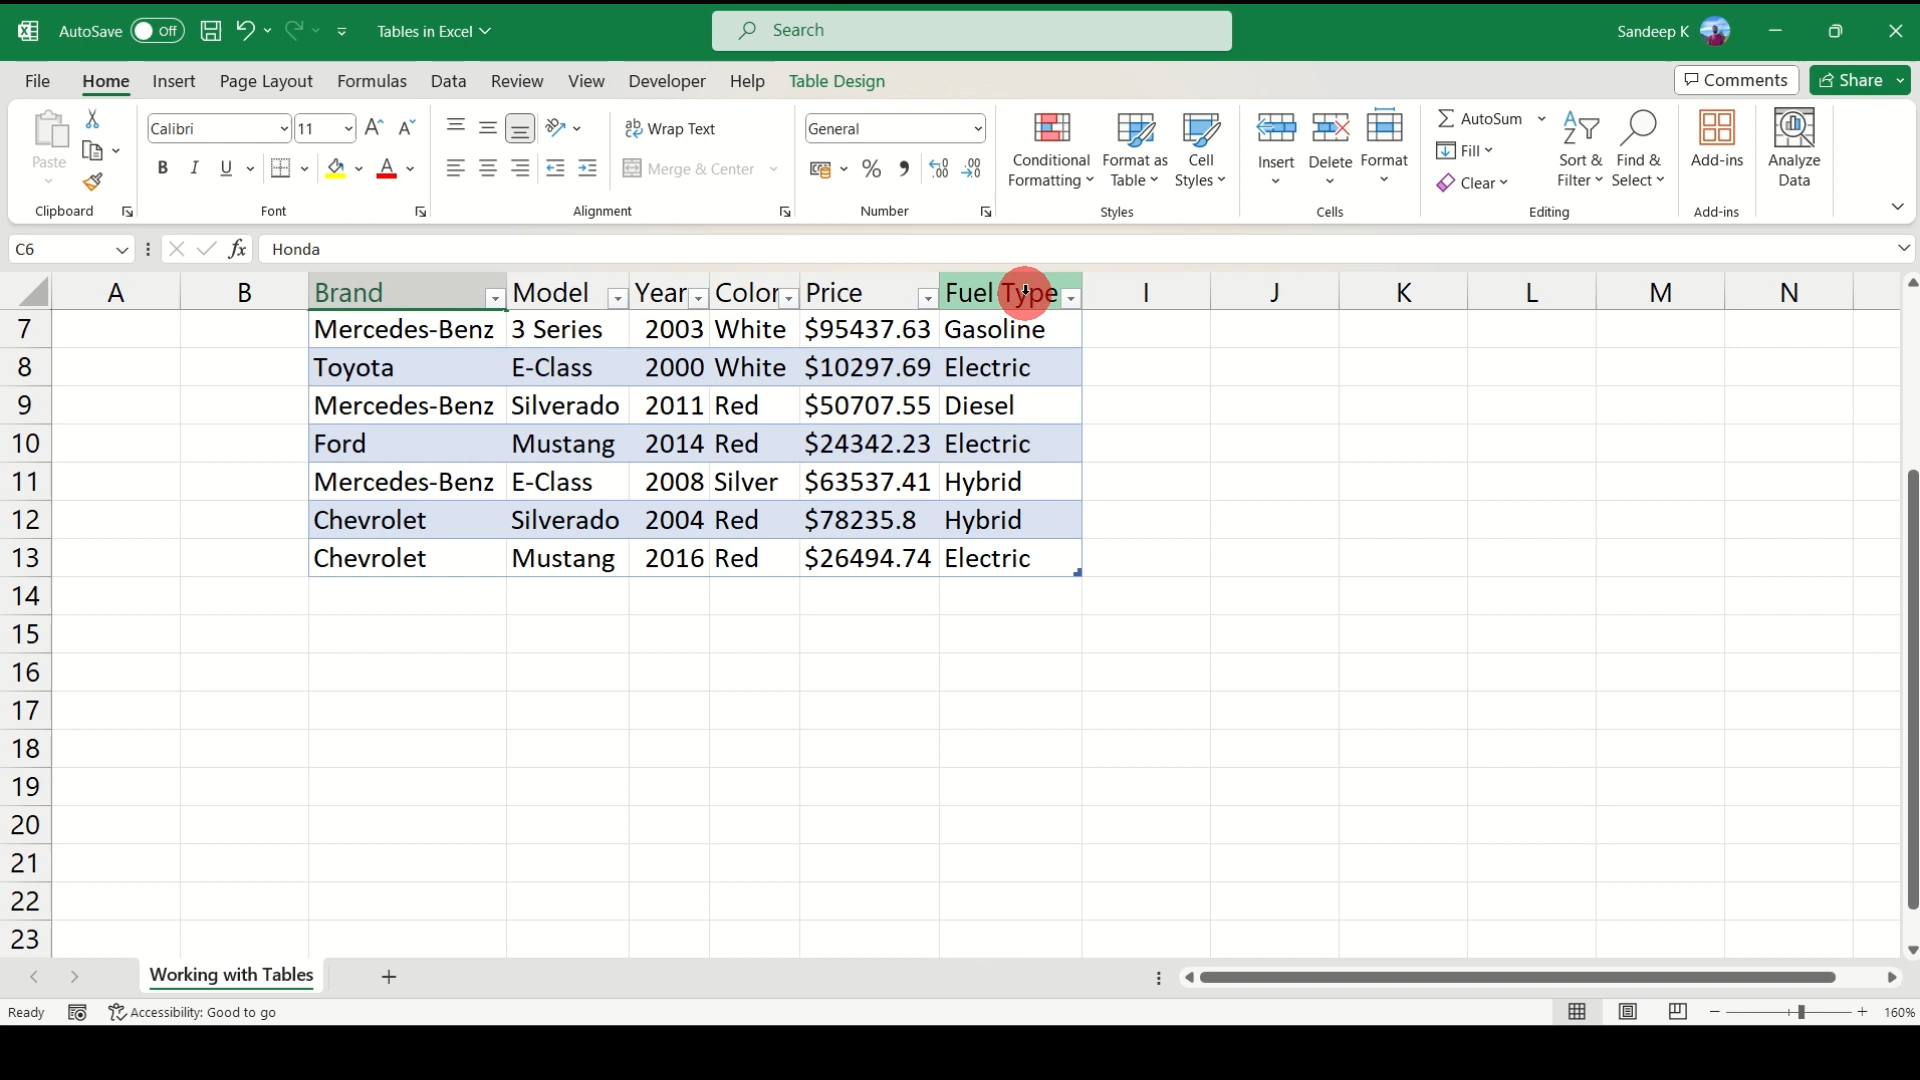 AutoSave Off Tables in Excel Search Sandeep K
File Home Insert Page Layout Formulas Data Review View Developer Help Table Design Comments Share
Paste Calibri 11 Wrap Text General Conditional Formatting Format as Table Cell Styles Insert Delete Format AutoSum Sort & Filter Find & Select Add-ins Analyze Data
B I U Merge & Center % Fill Clear
Clipboard Font Alignment Number Styles Cells Editing Add-ins
C6 fx Honda
A B Brand Model Year Color Price Fuel Type I J K L M N
7 Mercedes-Benz 3 Series 2003 White $95437.63 Gasoline
8 Toyota E-Class 2000 White $10297.69 Electric
9 Mercedes-Benz Silverado 2011 Red $50707.55 Diesel
10 Ford Mustang 2014 Red $24342.23 Electric
11 Mercedes-Benz E-Class 2008 Silver $63537.41 Hybrid
12 Chevrolet Silverado 2004 Red $78235.8 Hybrid
13 Chevrolet Mustang 2016 Red $26494.74 Electric
14
15
16
17
18
19
20
21
22
23
Working with Tables
Ready Accessibility: Good to go 160%